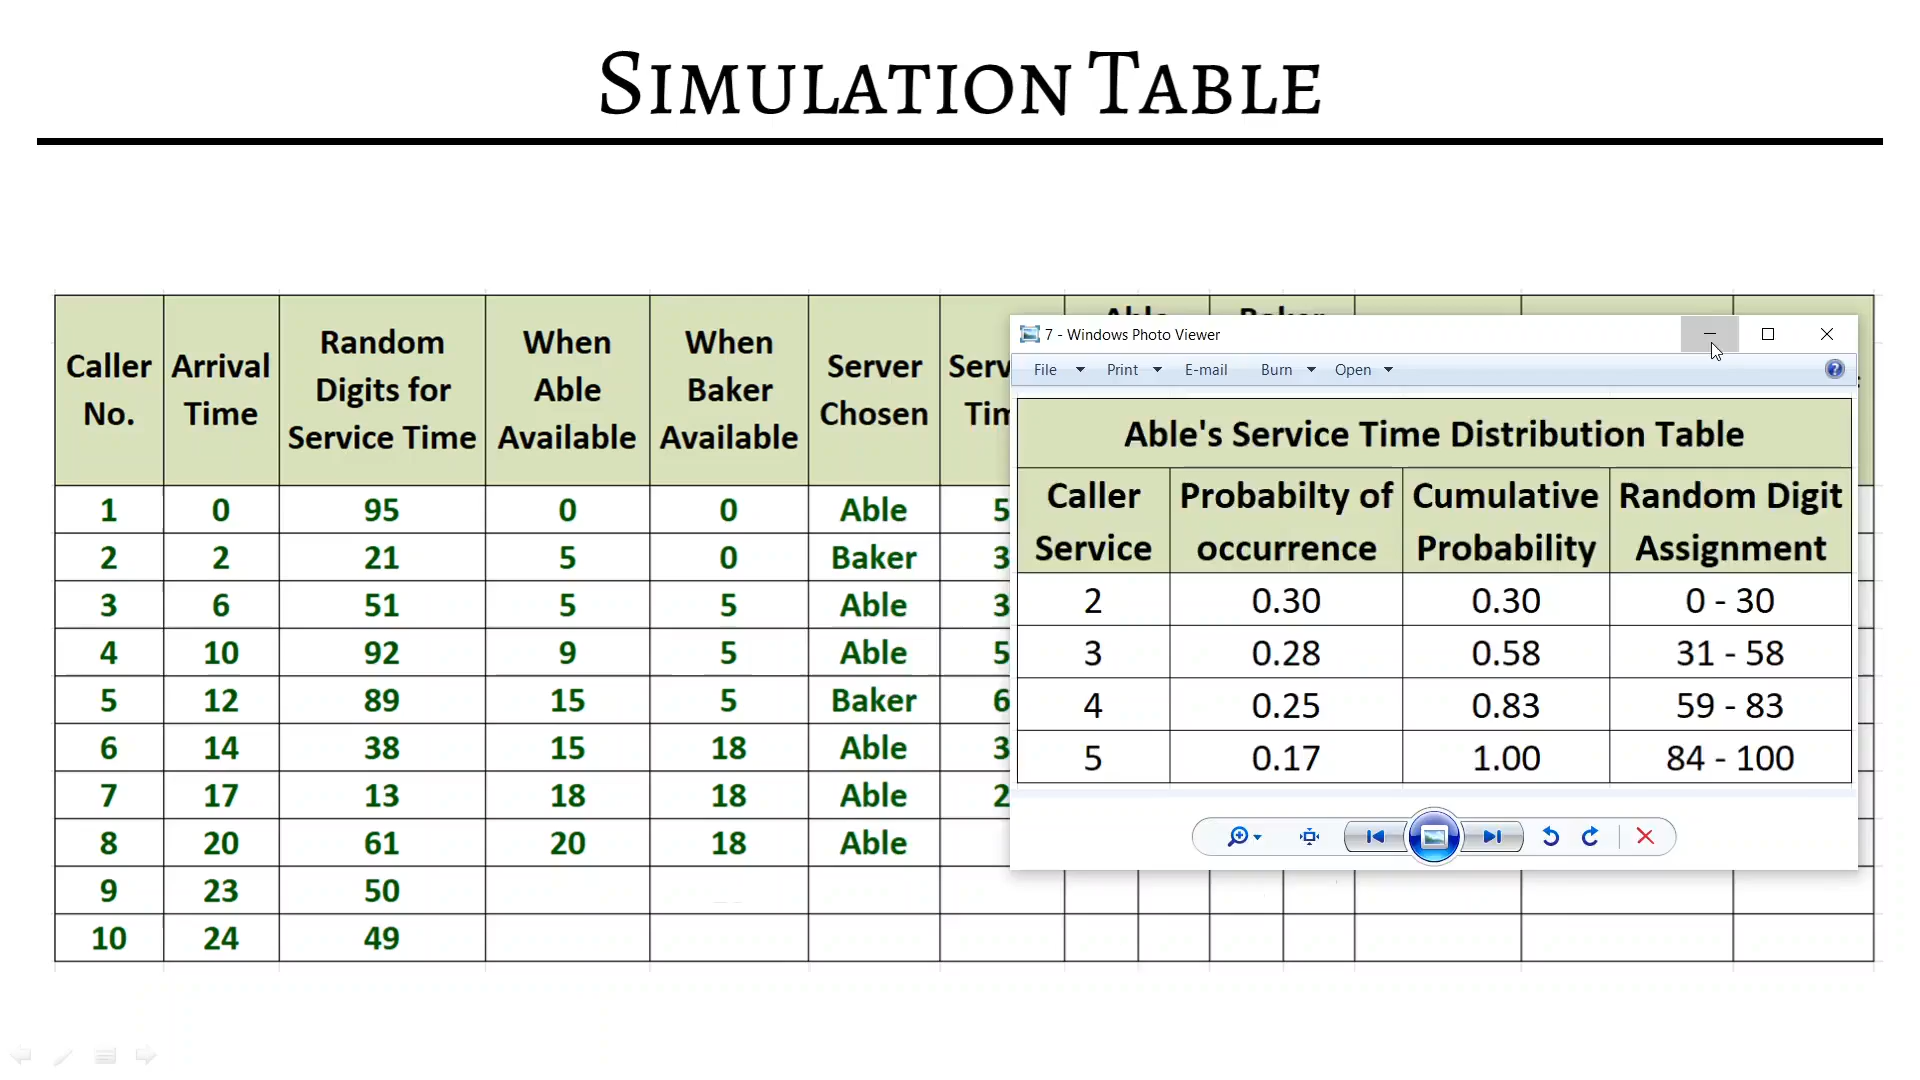 SIMULATION TABLE
Caller No. Arrival Time Random Digits for Service Time When Able Available When Baker Available Server Chosen
1 0 95 0 0 Able 5
2 2 21 5 0 Baker 3
3 6 51 5 5 Able 3
4 10 92 9 5 Able 5
5 12 89 15 5 Baker 6
6 14 38 15 18 Able 3
7 17 13 18 18 Able 2
8 20 61 20 18 Able
9 23 50
10 24 49
7 - Windows Photo Viewer
File Print E-mail Burn Open
Able's Service Time Distribution Table
Caller Service Probabilty of occurrence Cumulative Probability Random Digit Assignment
2 0.30 0.30 0 - 30
3 0.28 0.58 31 - 58
4 0.25 0.83 59 - 83
5 0.17 1.00 84 - 100